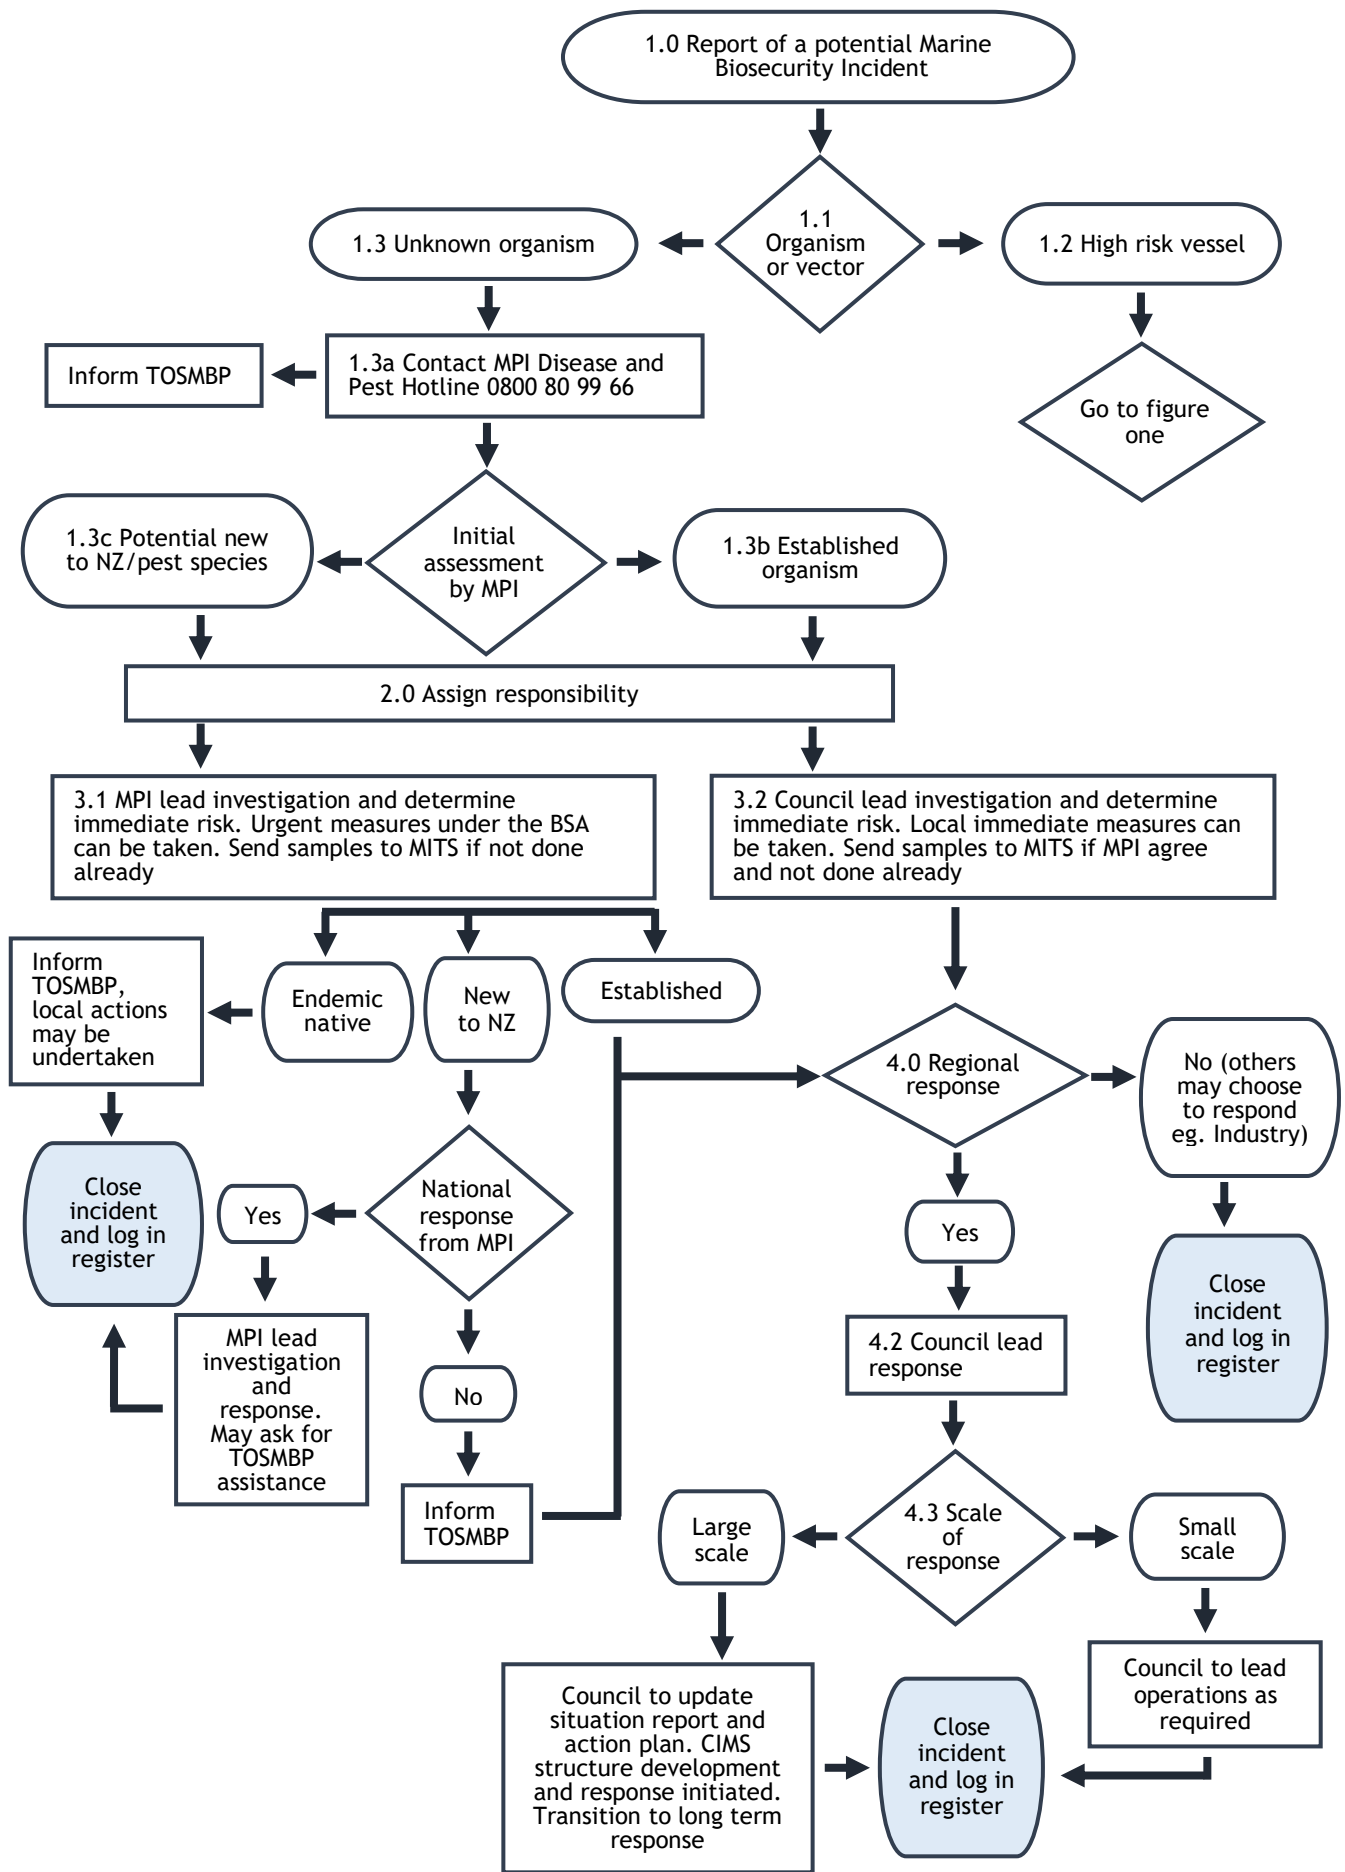 1.0 Report of a potential Marine
Biosecurity Incident
1.1
Organism
or vector
1.3 Unknown organism
1.2 High risk vessel
Inform TOSMBP
1.3a Contact MPI Disease and
Pest Hotline 0800 80 99 66
Go to figure
one
1.3c Potential new
to NZ/pest species
Initial
assessment
by MPI
1.3b Established
organism
2.0 Assign responsibility
3.1 MPI lead investigation and determine
immediate risk. Urgent measures under the BSA
can be taken. Send samples to MITS if not done
already
3.2 Council lead investigation and determine
immediate risk. Local immediate measures can
be taken. Send samples to MITS if MPI agree
and not done already
Inform
TOSMBP,
local actions
may be
undertaken
Endemic
native
New
to NZ
Established
4.0 Regional
response
No (others
may choose
to respond
eg. Industry)
Close
incident
and log in
register
Yes
National
response
from MPI
Yes
Close
incident
and log in
register
MPI lead
investigation
and
response.
May ask for
TOSMBP
assistance
No
4.2 Council lead
response
Inform
TOSMBP
Large
scale
4.3 Scale
of
response
Small
scale
Council to update
situation report and
action plan. CIMS
structure development
and response initiated.
Transition to long term
response
Close
incident
and log in
register
Council to lead
operations as
required